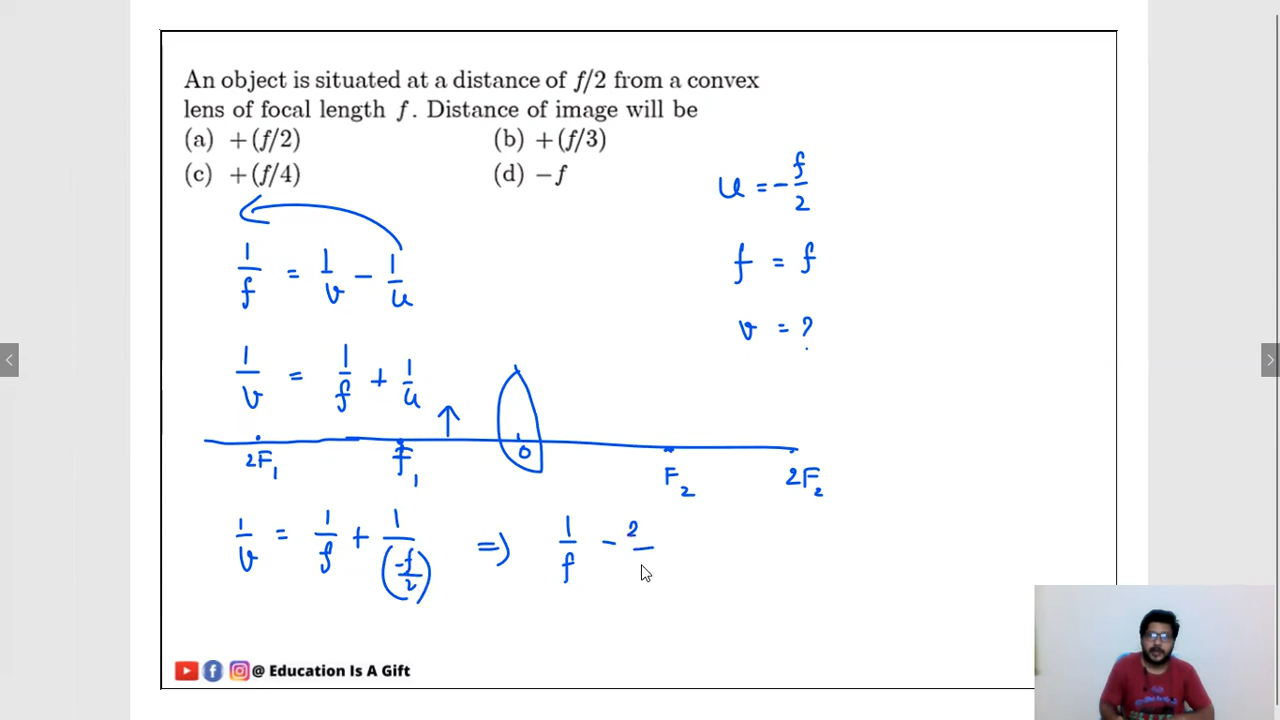 An object is situated at a distance of f/2 from a convex
lens of focal length f. Distance of image will be
(a) +(f/2) (b) +(f/3)
(c) +(f/4) (d) −f
u = −f/2
f = f
v = ?
1/f = 1/v − 1/u
1/v = 1/f + 1/u
2F₁ F₁ O F₂ 2F₂
1/v = 1/f + 1/(−f/2) ⇒ 1/f − 2/
@ Education Is A Gift